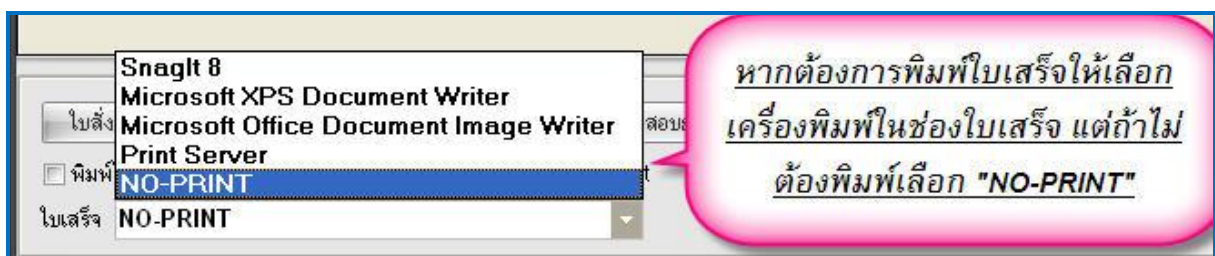 Snaglt 8
Microsoft XPS Document Writer
Microsoft Office Document Image Writer
Print Server
NO-PRINT
พิมพ์
ใบเสร็จ NO-PRINT
หากต้องการพิมพ์ใบเสร็จให้เลือก
เครื่องพิมพ์ในช่องใบเสร็จ แต่ถ้าไม่
ต้องพิมพ์เลือก "NO-PRINT"